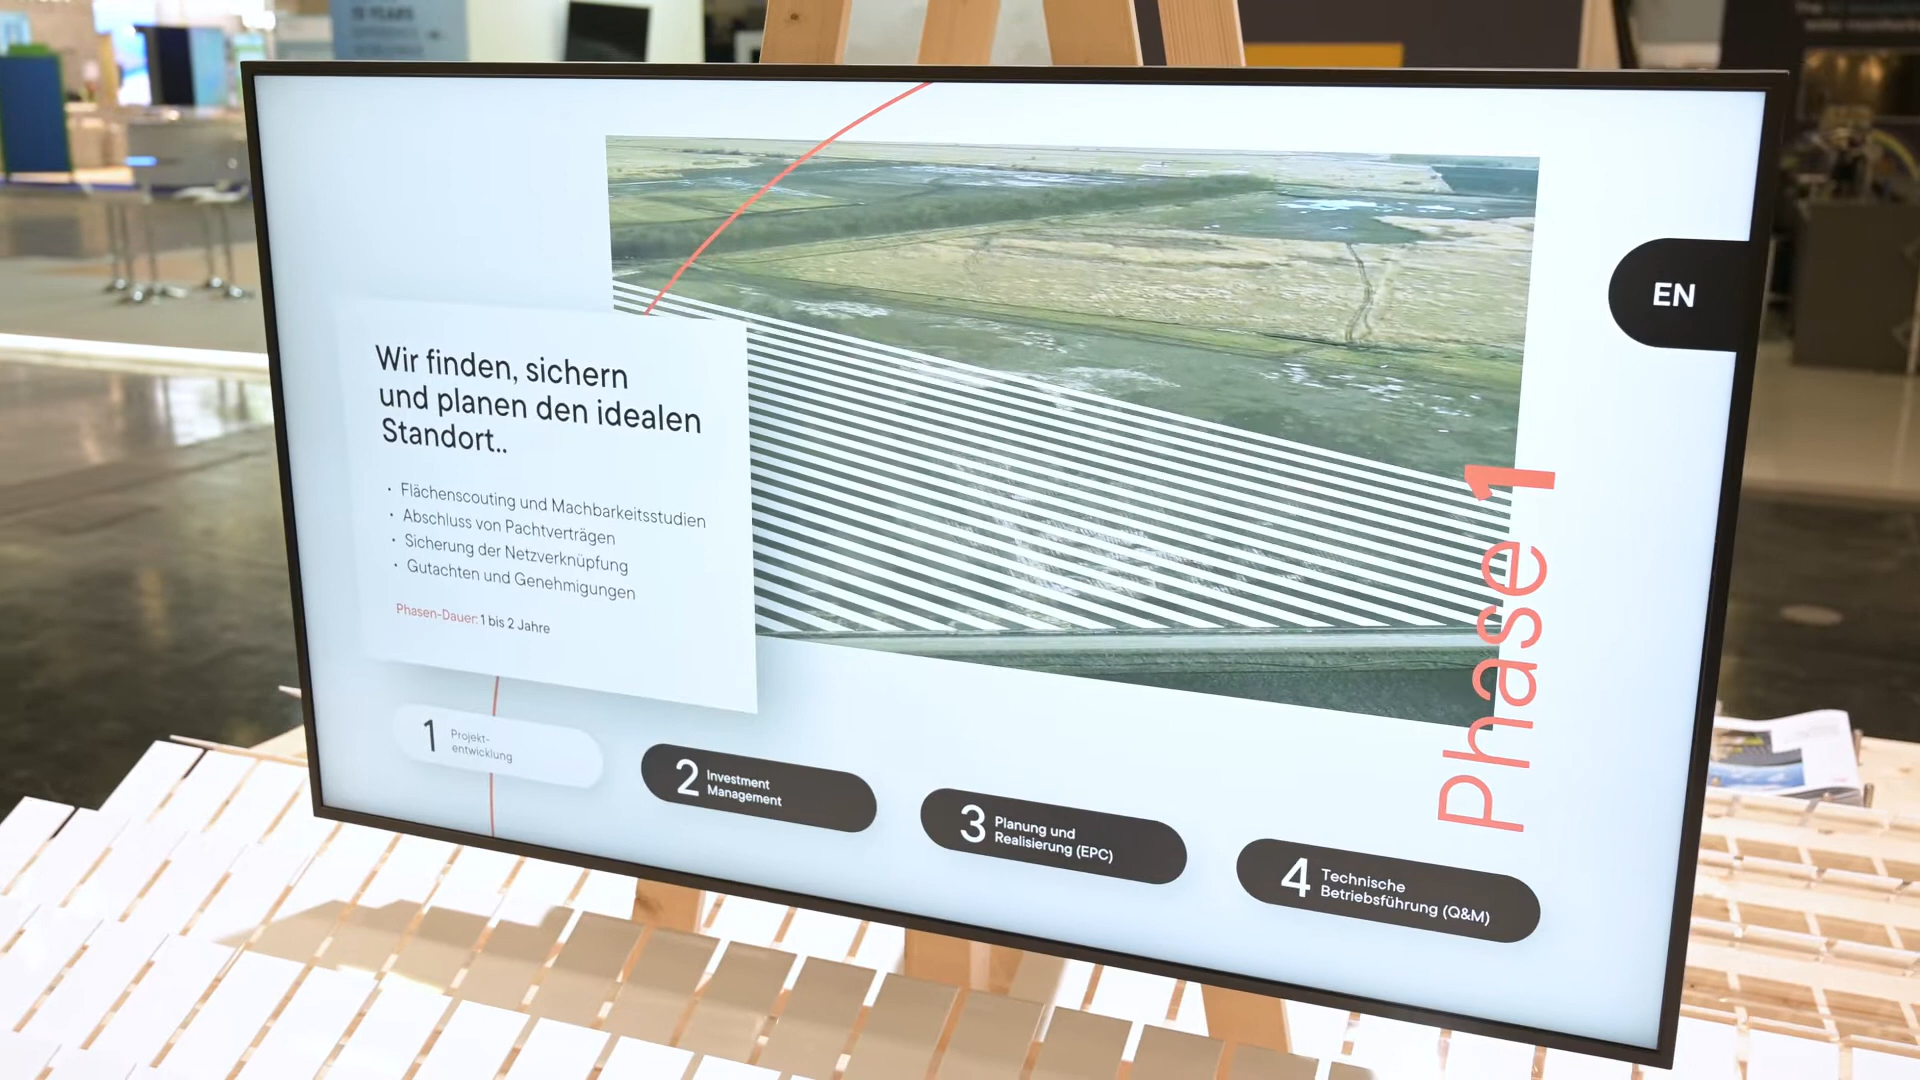 Wir finden, sichern
und planen den idealen
Standort..
• Flächenscouting und Machbarkeitsstudien
• Abschluss von Pachtverträgen
• Sicherung der Netzverknüpfung
• Gutachten und Genehmigungen
Phasen-Dauer: 1 bis 2 Jahre
EN
Phase 1
1 Projekt-
entwicklung
2 Investment
Management
3 Planung und
Realisierung (EPC)
4 Technische
Betriebsführung (Q&M)